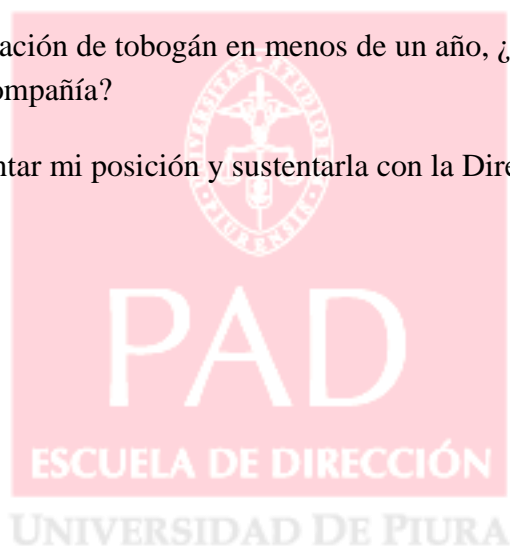 ación de tobogán en menos de un año, ¿
ompañía?
ntar mi posición y sustentarla con la Dire
PAD
ESCUELA DE DIRECCIÓN
UNIVERSIDAD DE PIURA